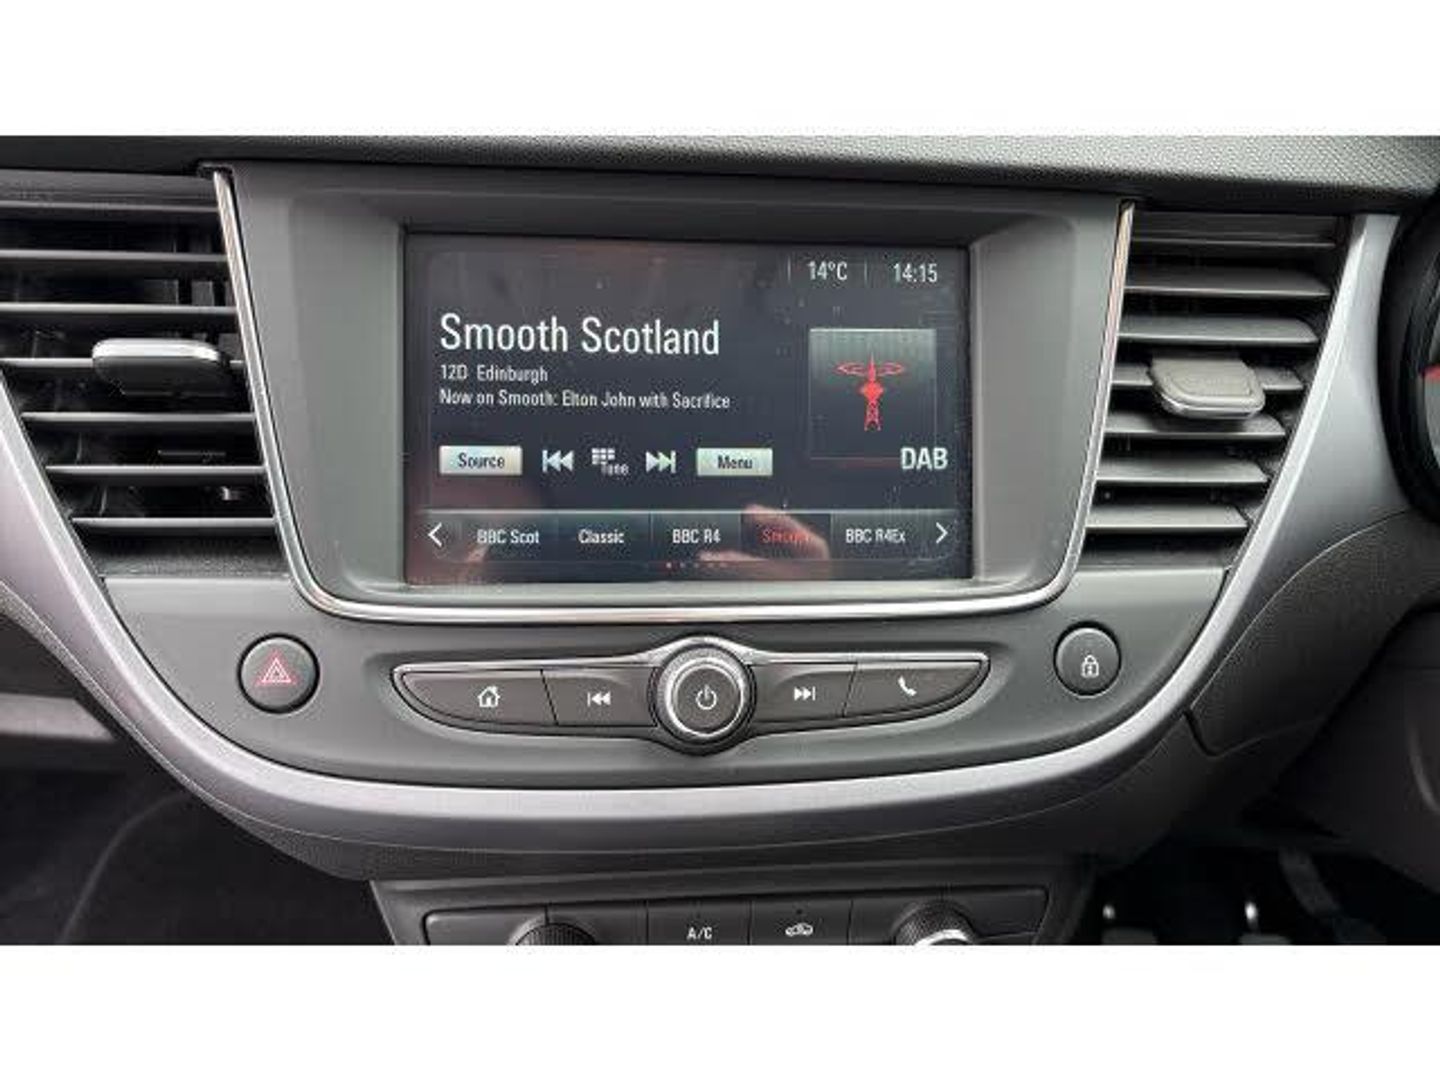 14°C 14:15
Smooth Scotland
12D Edinburgh
Now on Smooth: Elton John with Sacrifice
Source Tune Menu
DAB
BBC Scot Classic BBC R4 Smooth BBC R4Ex
A/C